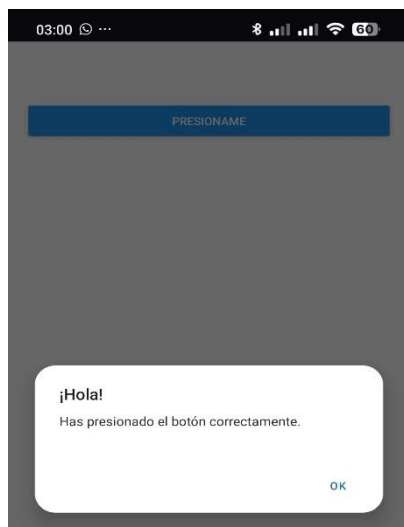 03:00 ...
60
PRESIONAME
¡Hola!
Has presionado el botón correctamente.
OK